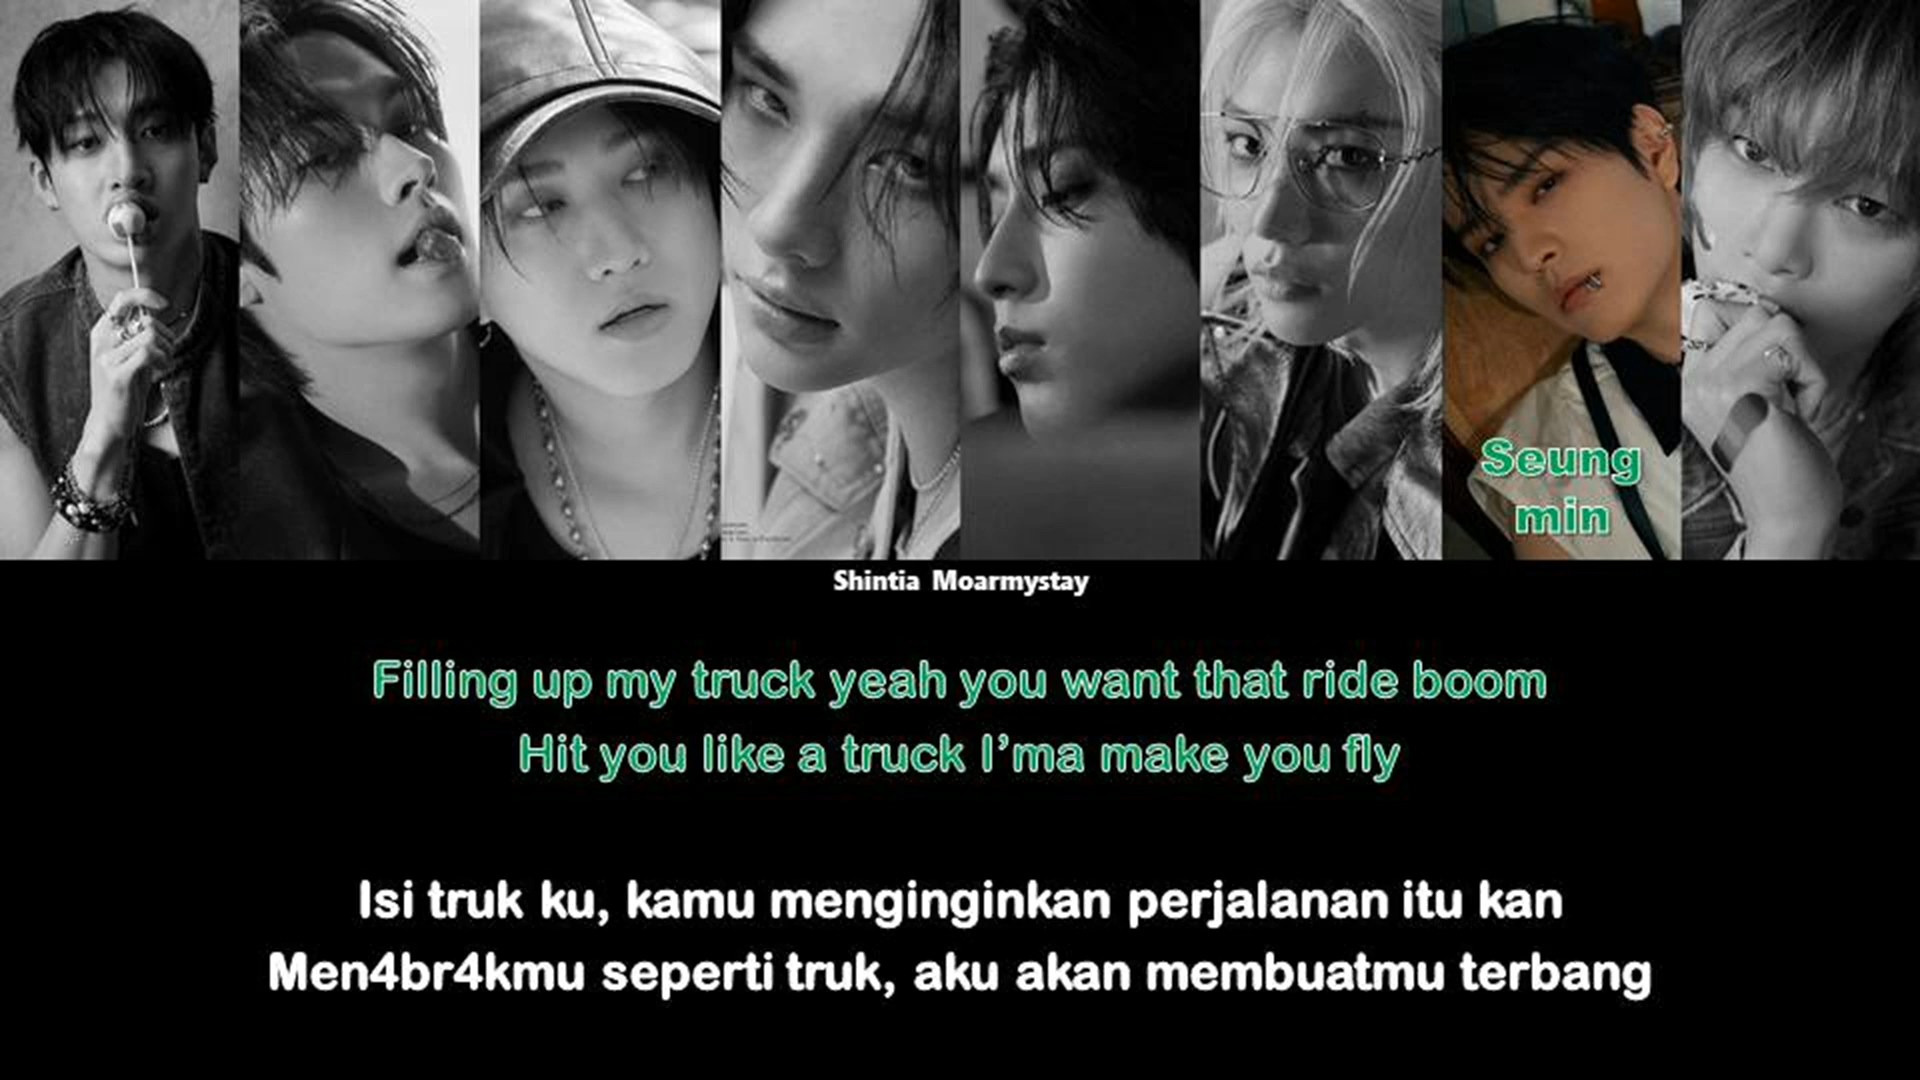 Seung
min
Shintia Moarmystay
Filling up my truck yeah you want that ride boom
Hit you like a truck I’ma make you fly
Isi truk ku, kamu menginginkan perjalanan itu kan
Men4br4kmu seperti truk, aku akan membuatmu terbang